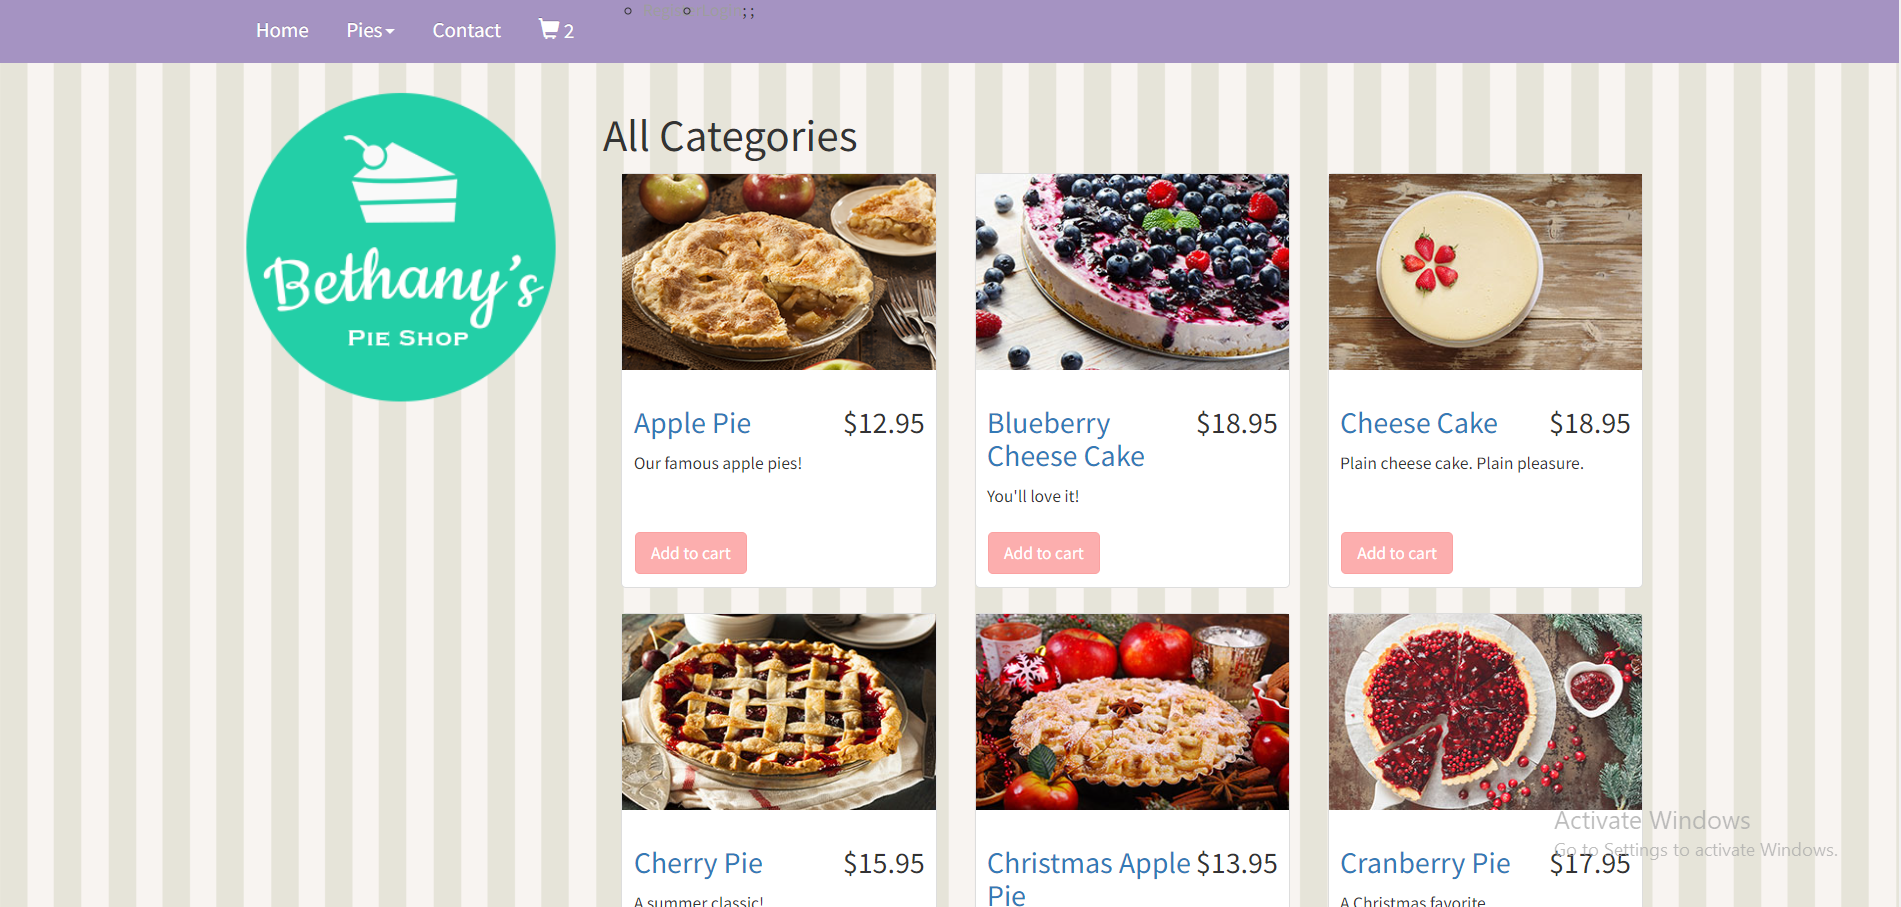 Home Pies Contact 2
; ;
Bethany's
PIE SHOP
All Categories
Apple Pie $12.95
Our famous apple pies!
Add to cart
Blueberry $18.95
Cheese Cake
You'll love it!
Add to cart
Cheese Cake $18.95
Plain cheese cake. Plain pleasure.
Add to cart
Cherry Pie $15.95
A summer classic!
Christmas Apple $13.95
Pie
Cranberry Pie $17.95
A Christmas favorite
Activate Windows
Go to Settings to activate Windows.